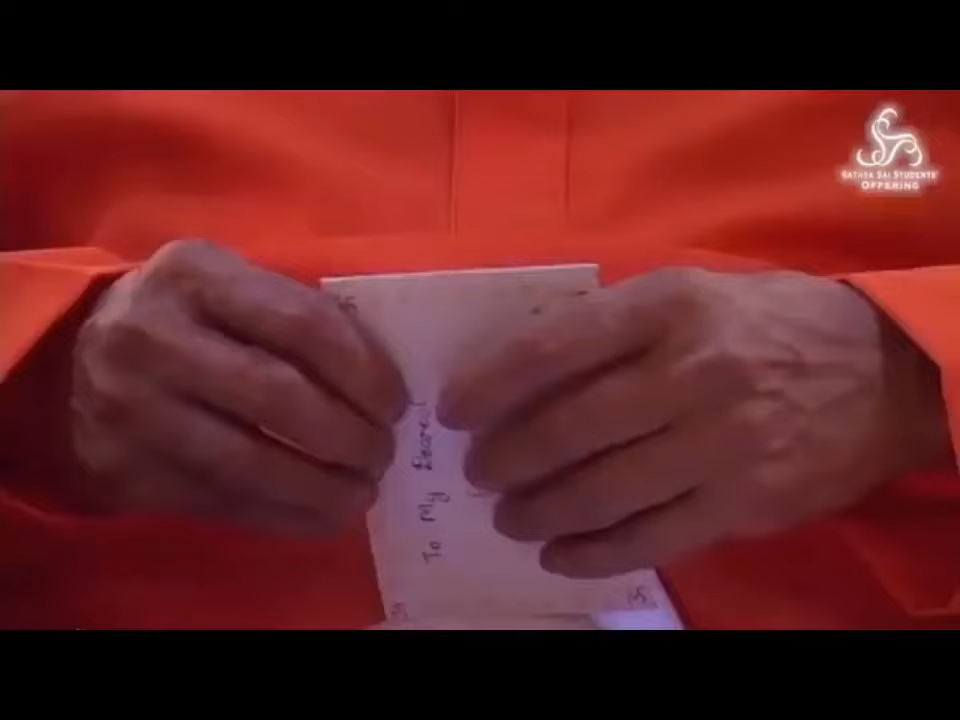 SATHYA SAI STUDENTS'
OFFERING
ॐ
To My Dearest
ॐ
ॐ